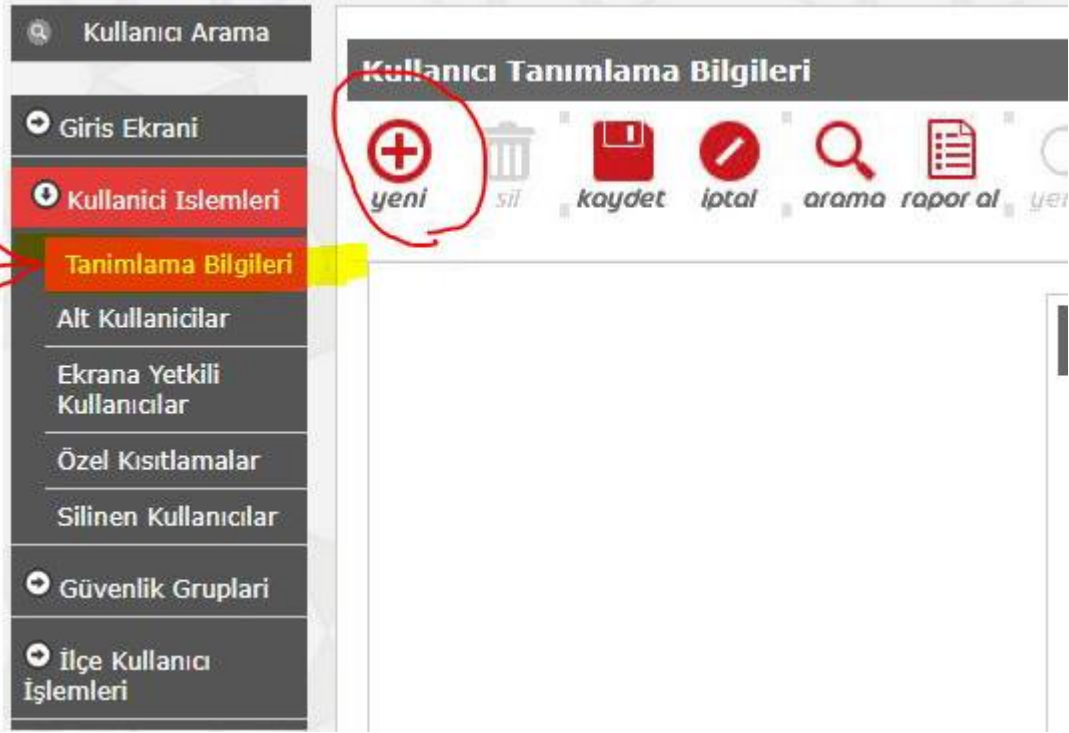 Kullanıcı Arama
Giris Ekrani
Kullanici Islemleri
Tanimlama Bilgileri
Alt Kullanicilar
Ekrana Yetkili
Kullanıcılar
Özel Kısıtlamalar
Silinen Kullanıcılar
Güvenlik Gruplari
İlçe Kullanıcı
İşlemleri
Kullanıcı Tanımlama Bilgileri
yeni sil kaydet iptal arama rapor al